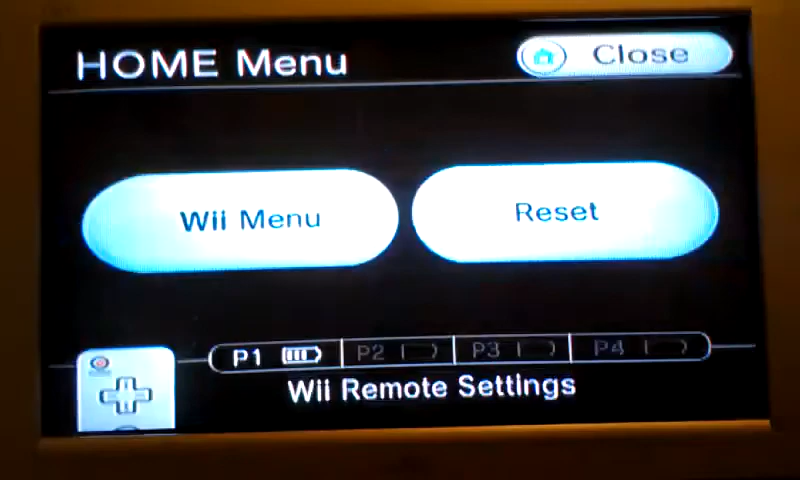 HOME Menu
Close
Wii Menu
Reset
P1 P2 P3 P4
Wii Remote Settings